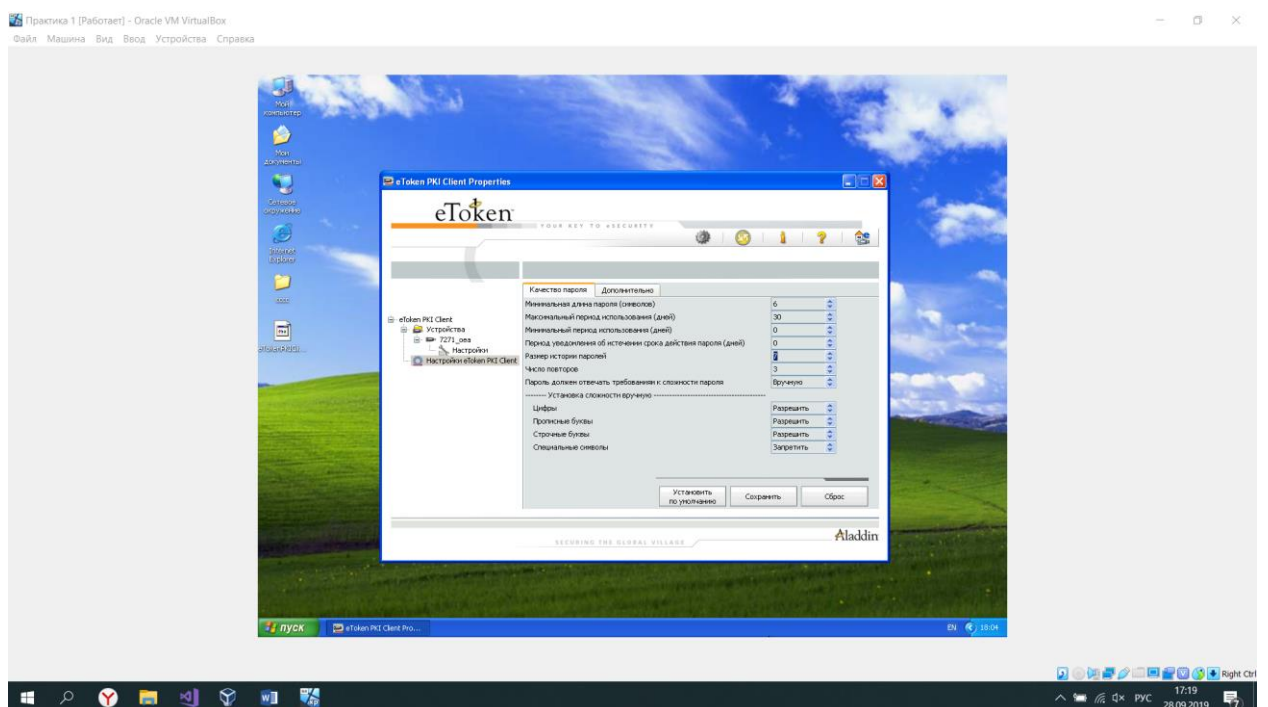 Практика 1 [Работает] - Oracle VM VirtualBox
Файл Машина Вид Ввод Устройства Справка
Мой компьютер
Мои документы
Сетевое окружение
Internet Explorer
eToken PKI Client Properties
eToken
YOUR KEY TO eSECURITY
Качество пароля Дополнительно
eToken PKI Client
Устройства
7271_ова
Настройки
Настройки eToken PKI Client
Минимальная длина пароля (символов) 6
Максимальный период использования (дней) 30
Минимальный период использования (дней) 0
Период уведомления об истечении срока действия пароля (дней) 0
Размер истории паролей
Число повторов 3
Пароль должен отвечать требованиям к сложности пароля Вручную
-------- Установка сложности вручную --------
Цифры Разрешить
Прописные буквы Разрешить
Строчные буквы Разрешить
Специальные символы Запретить
Установить по умолчанию
Сохранить
Сброс
SECURING THE GLOBAL VILLAGE
Aladdin
пуск
eToken PKI Client Pro...
EN 18:04
Right Ctrl
РУС
17:19
28.09.2019